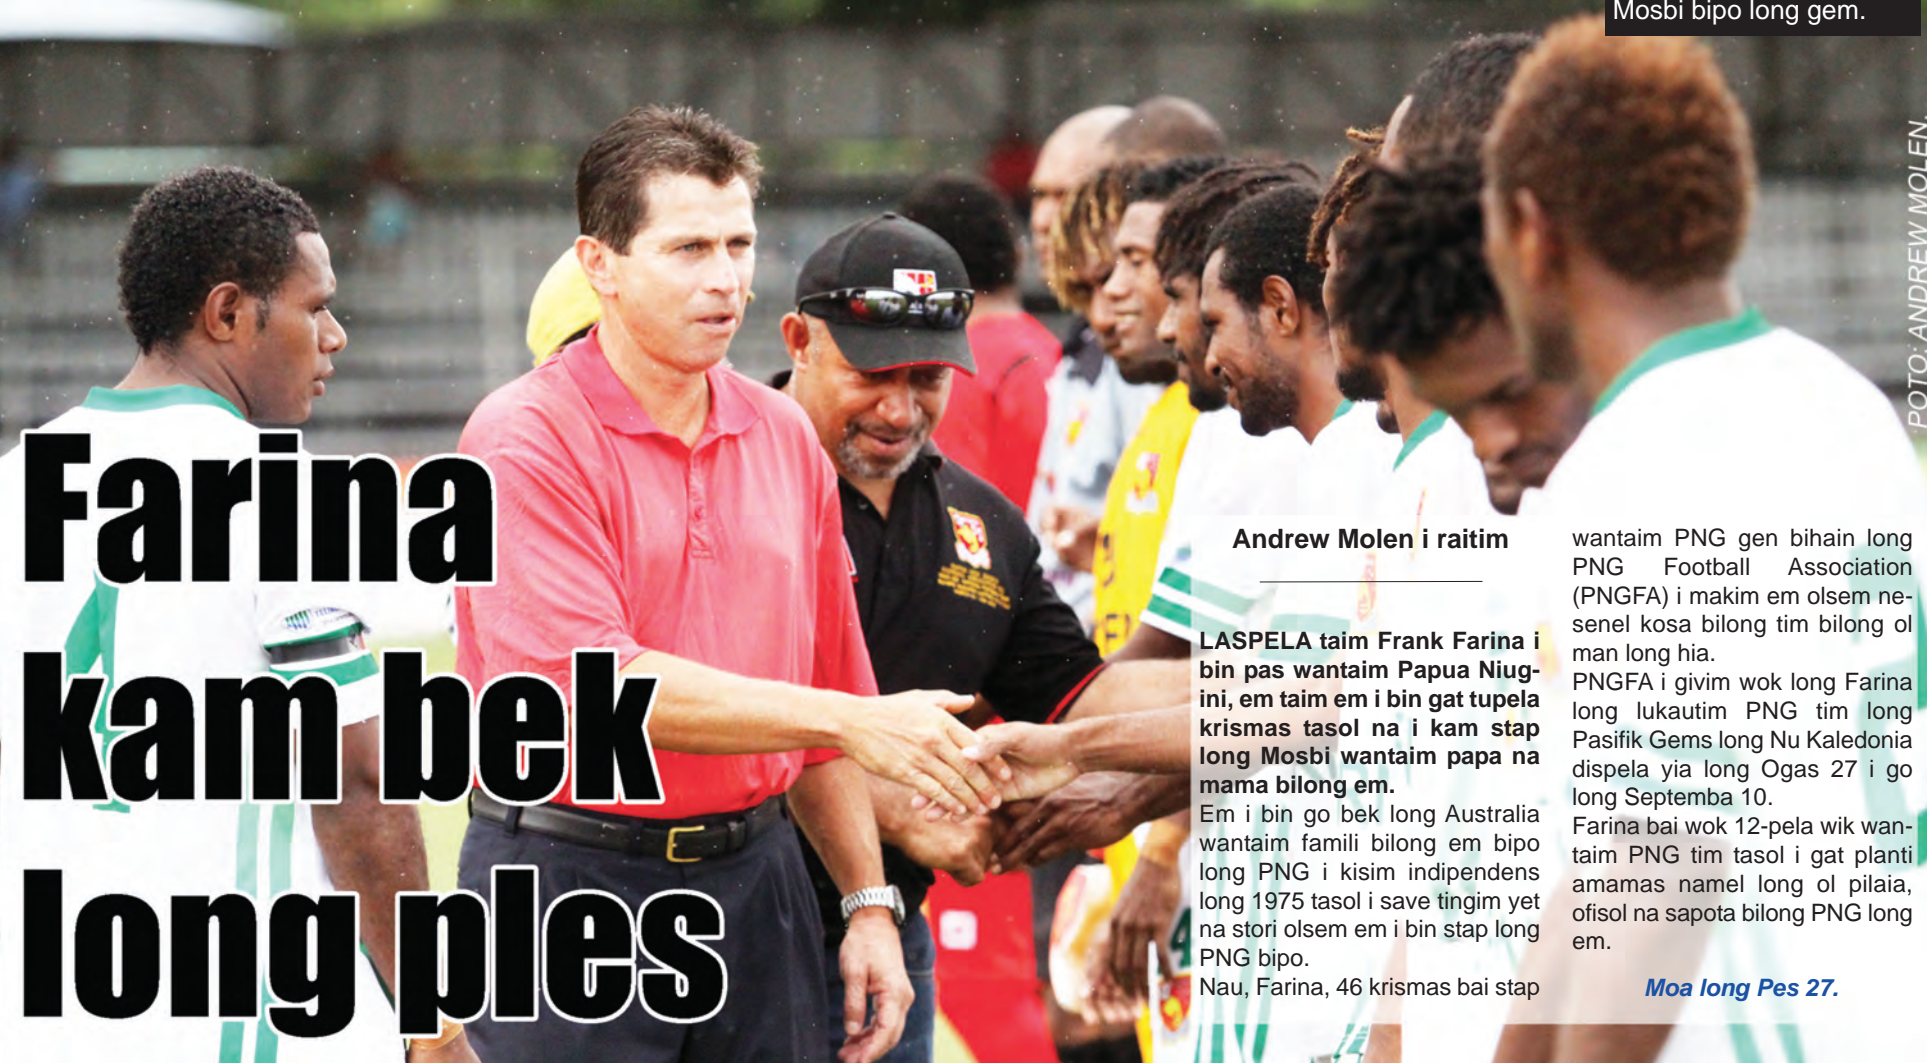 Mosbi bipo long gem.
POTO: ANDREW MOLEN
Farina
kam bek
long ples
Andrew Molen i raitim
LASPELA taim Frank Farina i
bin pas wantaim Papua Niug-
ini, em taim em i bin gat tupela
krismas tasol na i kam stap
long Mosbi wantaim papa na
mama bilong em.
Em i bin go bek long Australia
wantaim famili bilong em bipo
long PNG i kisim indipendens
long 1975 tasol i save tingim yet
na stori olsem em i bin stap long
PNG bipo.
Nau, Farina, 46 krismas bai stap
wantaim PNG gen bihain long
PNG Football Association
(PNGFA) i makim em olsem ne-
senel kosa bilong tim bilong ol
man long hia.
PNGFA i givim wok long Farina
long lukautim PNG tim long
Pasifik Gems long Nu Kaledonia
dispela yia long Ogas 27 i go
long Septemba 10.
Farina bai wok 12-pela wik wan-
taim PNG tim tasol i gat planti
amamas namel long ol pilaia,
ofisol na sapota bilong PNG long
em.
Moa long Pes 27.